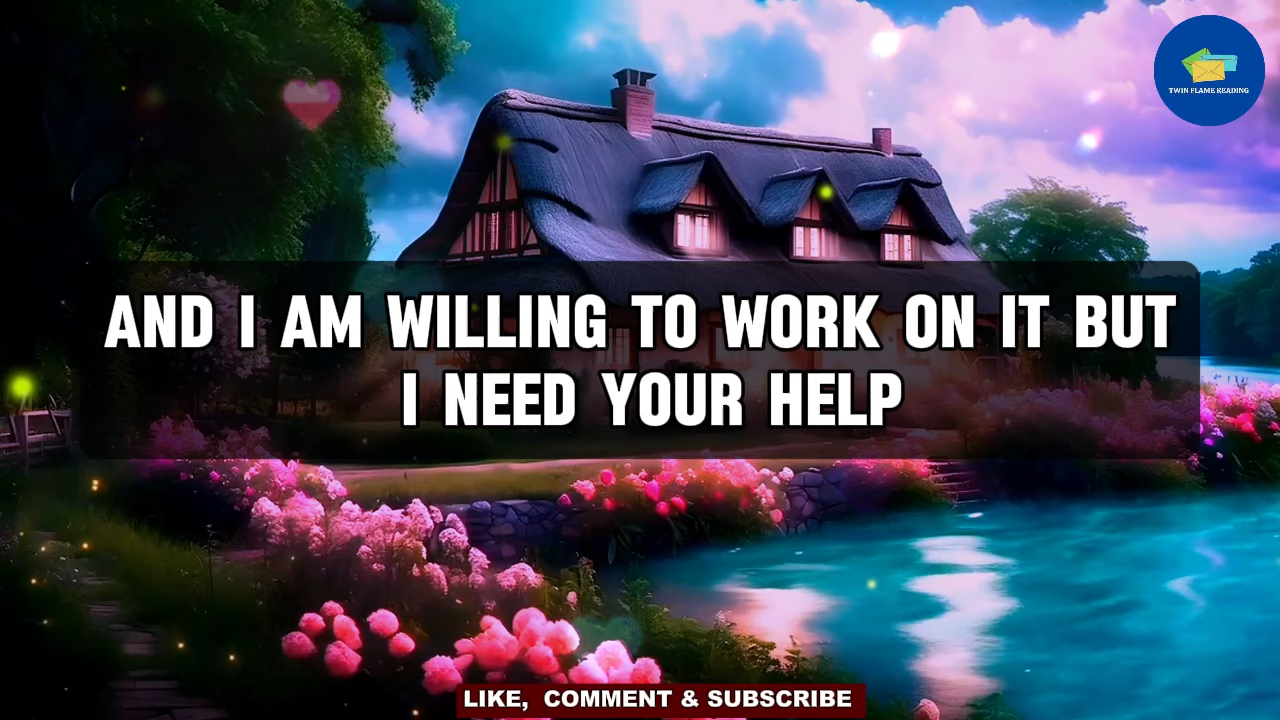 TWIN FLAME READING
AND I AM WILLING TO WORK ON IT BUT
I NEED YOUR HELP
LIKE, COMMENT & SUBSCRIBE